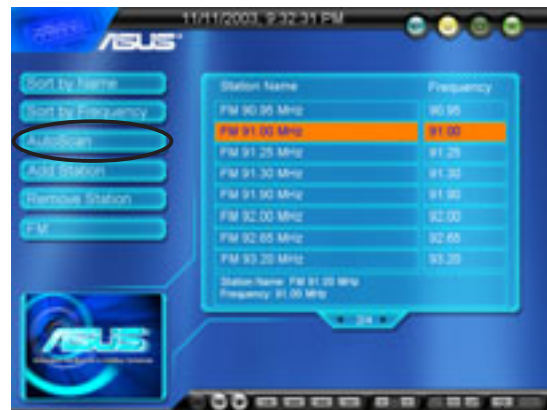 11/11/2003, 9:32:31 PM
ASUS
Sort by Name
Sort by Frequency
AutoScan
Add Station
Remove Station
FM
Station Name Frequency
FM 90.95 MHz 90.95
FM 91.00 MHz 91.00
FM 91.25 MHz 91.25
FM 91.30 MHz 91.30
FM 91.90 MHz 91.90
FM 92.00 MHz 92.00
FM 92.65 MHz 92.65
FM 93.20 MHz 93.20
Station Name: FM 91.00 MHz
Frequency: 91.00 MHz
2/4
ASUS